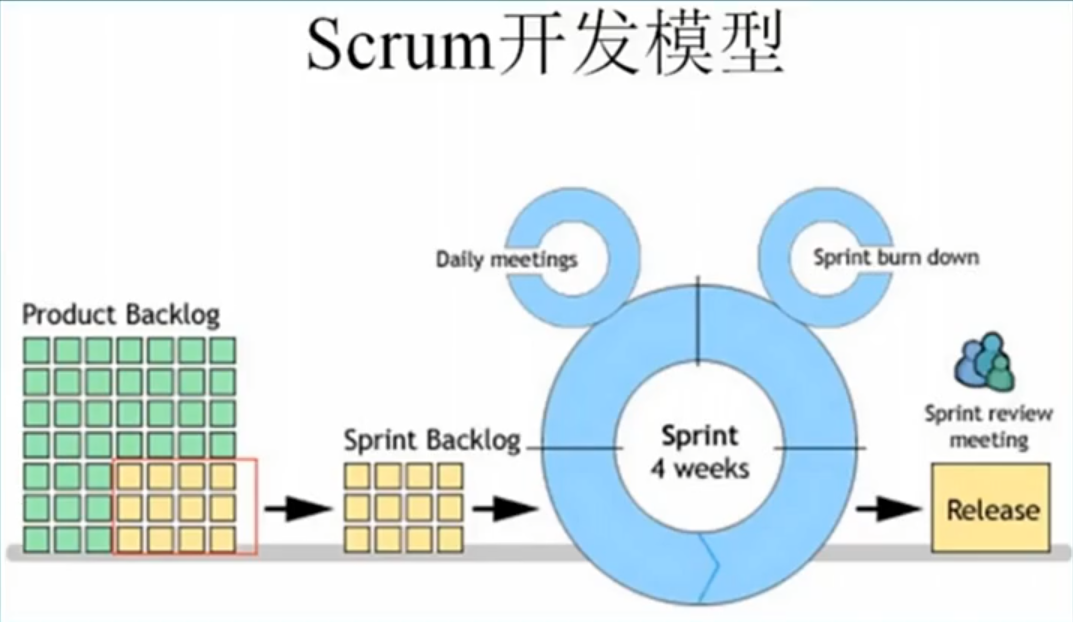 Scrum开发模型
Daily meetings
Sprint burn down
Product Backlog
Sprint Backlog
Sprint
4 weeks
Sprint review
meeting
Release